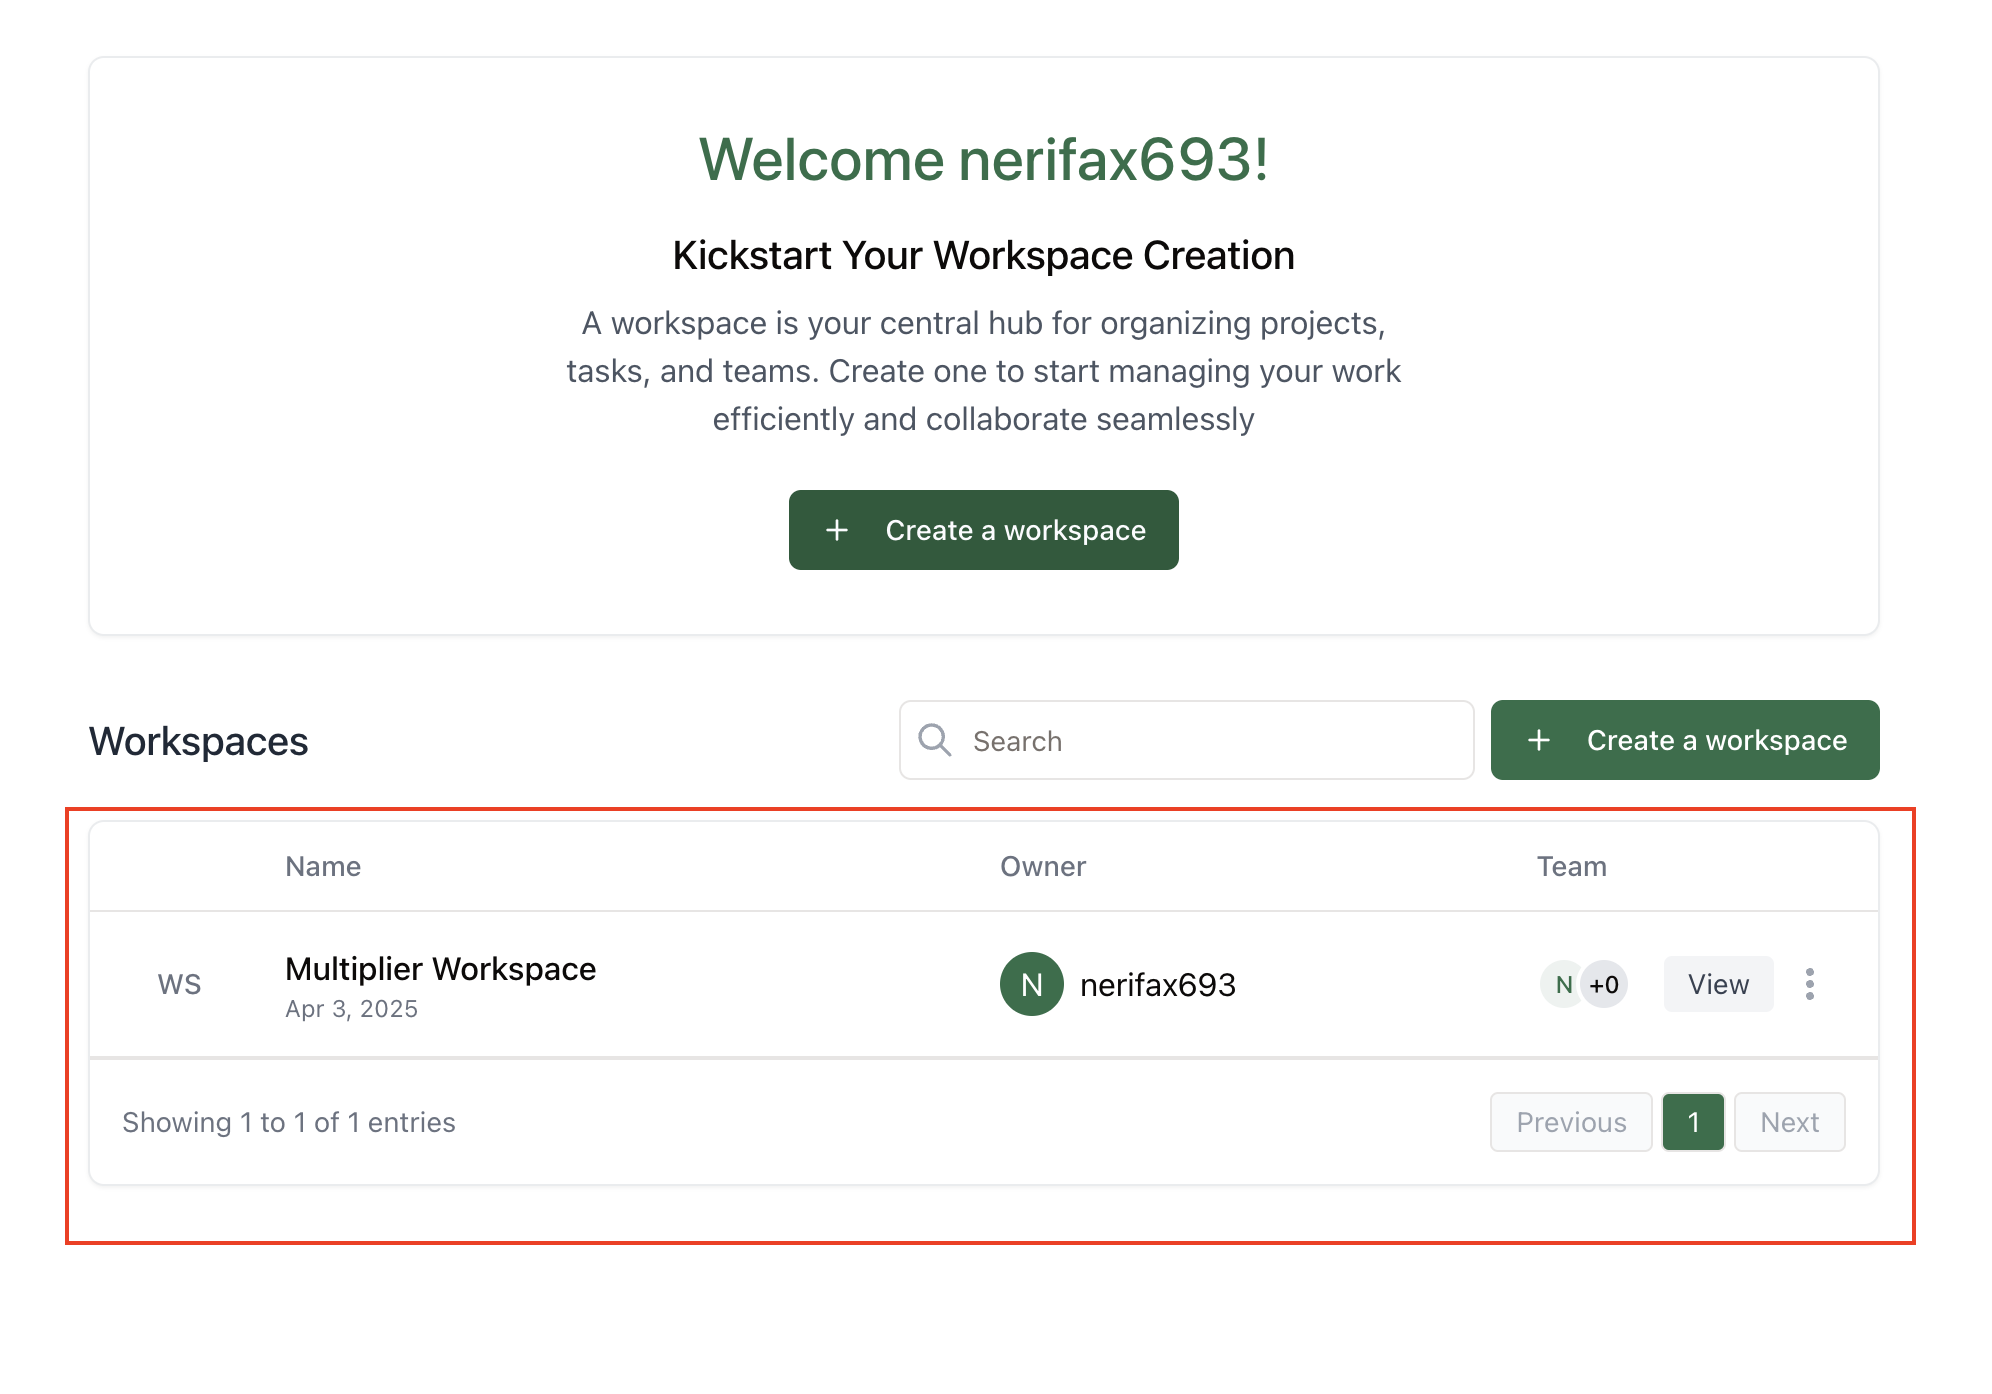 Welcome nerifax693!
Kickstart Your Workspace Creation
A workspace is your central hub for organizing projects,
tasks, and teams. Create one to start managing your work
efficiently and collaborate seamlessly
+ Create a workspace
Workspaces
Search
+ Create a workspace
Name Owner Team
WS Multiplier Workspace N nerifax693 N +0 View
Apr 3, 2025
Showing 1 to 1 of 1 entries Previous 1 Next